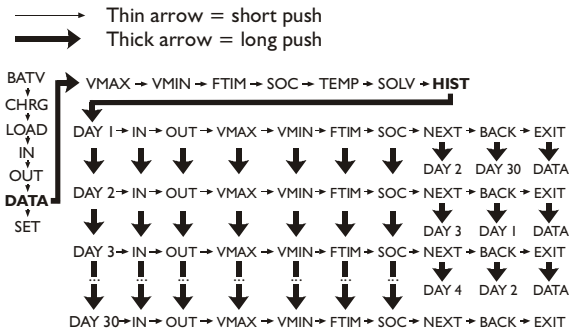 Thin arrow = short push
Thick arrow = long push
BATV
CHRG
LOAD
IN
OUT
DATA
SET
VMAX VMIN FTIM SOC TEMP SOLV HIST
DAY 1 IN OUT VMAX VMIN FTIM SOC NEXT BACK EXIT
DAY 2 DAY 30 DATA
DAY 2 IN OUT VMAX VMIN FTIM SOC NEXT BACK EXIT
DAY 3 DAY 1 DATA
DAY 3 IN OUT VMAX VMIN FTIM SOC NEXT BACK EXIT
... ... ... ... ... ... ...
DAY 4 DAY 2 DATA
DAY 30 IN OUT VMAX VMIN FTIM SOC NEXT BACK EXIT